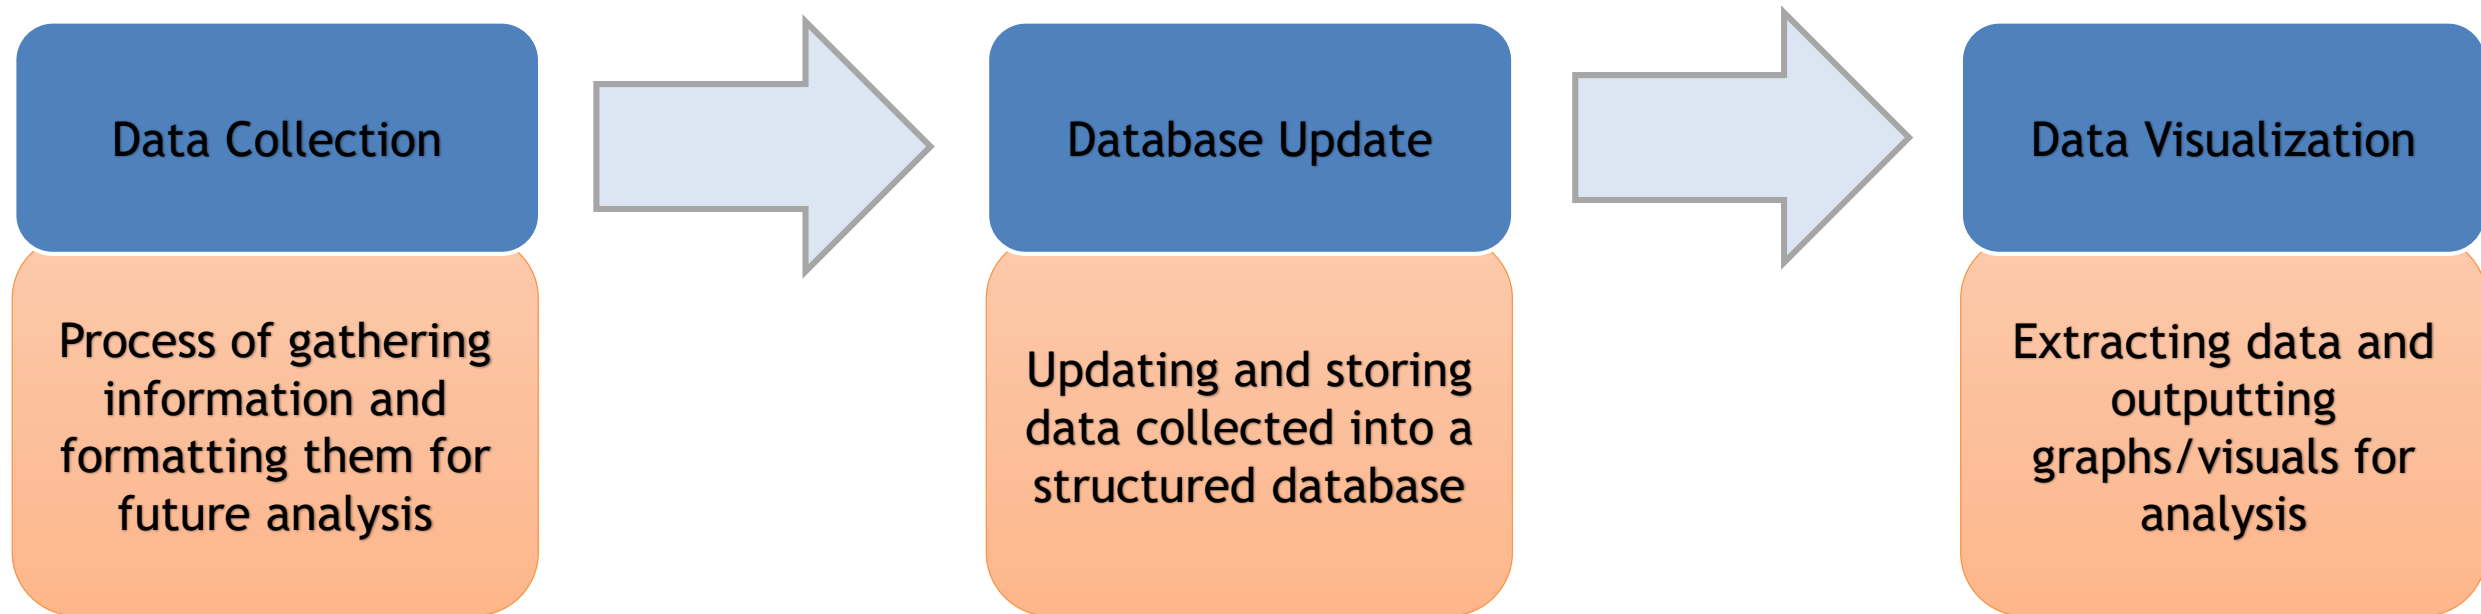 Data Collection
Process of gathering
information and
formatting them for
future analysis
Database Update
Updating and storing
data collected into a
structured database
Data Visualization
Extracting data and
outputting
graphs/visuals for
analysis